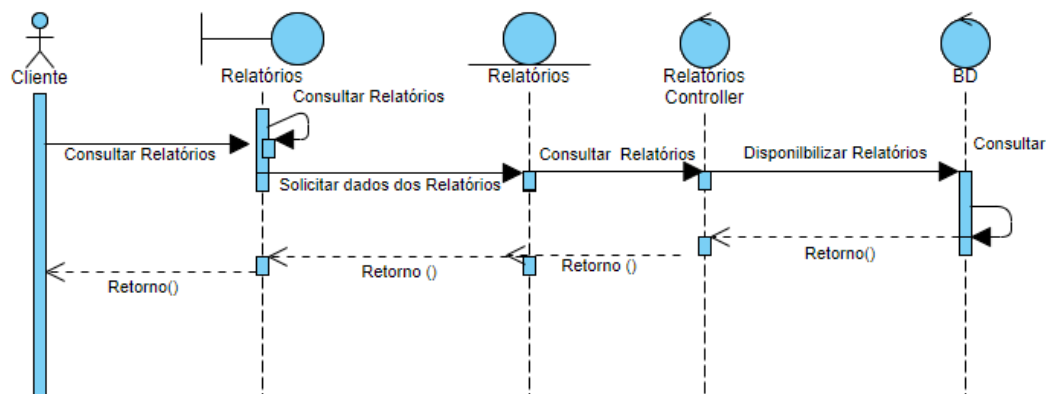 Cliente
Relatórios
Relatórios
Relatórios
Controller
BD
Consultar Relatórios
Consultar Relatórios
Solicitar dados dos Relatórios
Consultar Relatórios
Disponilbilizar Relatórios
Consultar
Retorno()
Retorno ()
Retorno ()
Retorno()